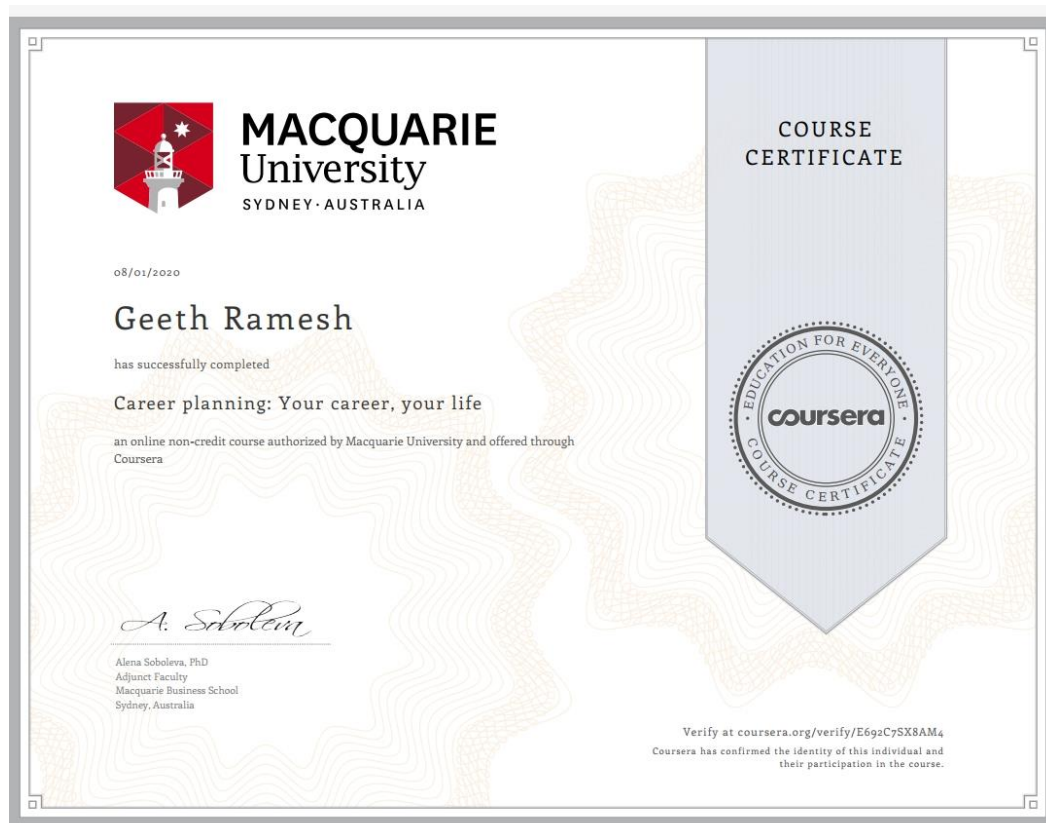 MACQUARIE
University
SYDNEY·AUSTRALIA
COURSE
CERTIFICATE
08/01/2020
Geeth Ramesh
has successfully completed
Career planning: Your career, your life
an online non-credit course authorized by Macquarie University and offered through
Coursera
EDUCATION FOR EVERYONE
coursera
COURSE CERTIFICATE
A. Soboleva
Alena Soboleva, PhD
Adjunct Faculty
Macquarie Business School
Sydney, Australia
Verify at coursera.org/verify/E692C7SX8AM4
Coursera has confirmed the identity of this individual and
their participation in the course.